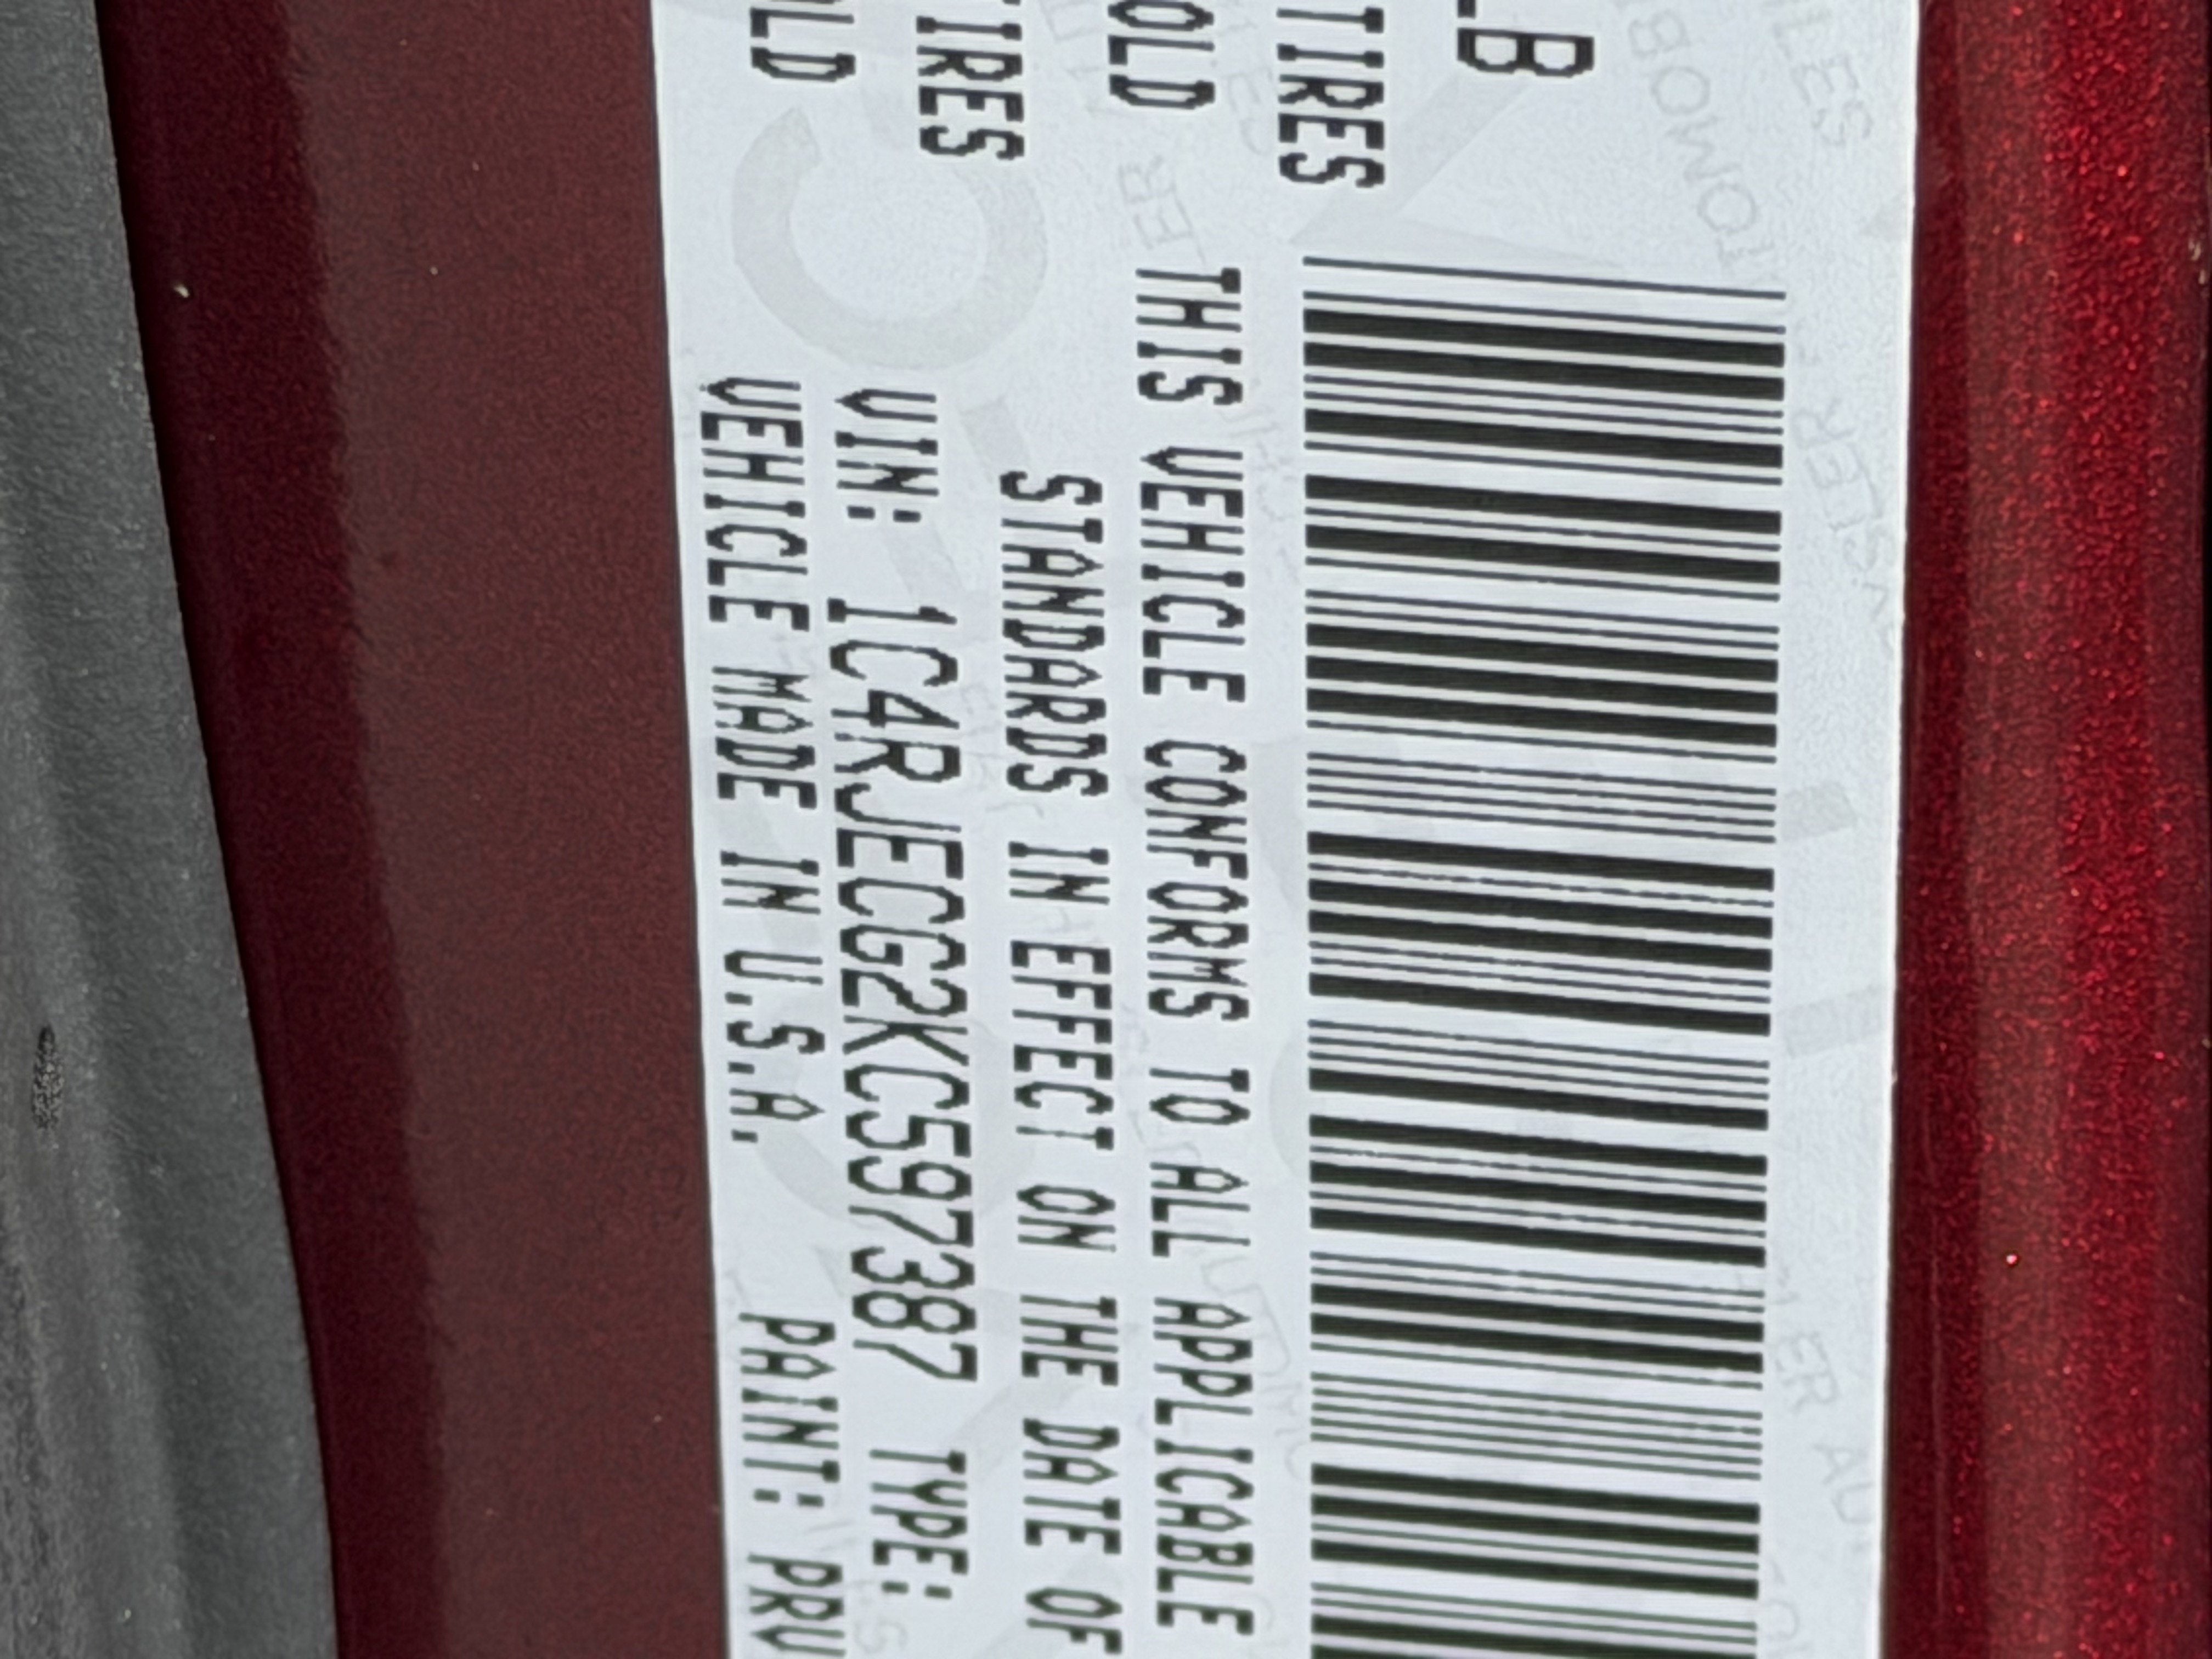 LB
TIRES
OLD
TIRES
OLD
THIS VEHICLE CONFORMS TO ALL APPLICABLE
STANDARDS IN EFFECT ON THE DATE OF
VIN: 1C4RJECG2KC597387 TYPE:
VEHICLE MADE IN U.S.A. PAINT: PRV